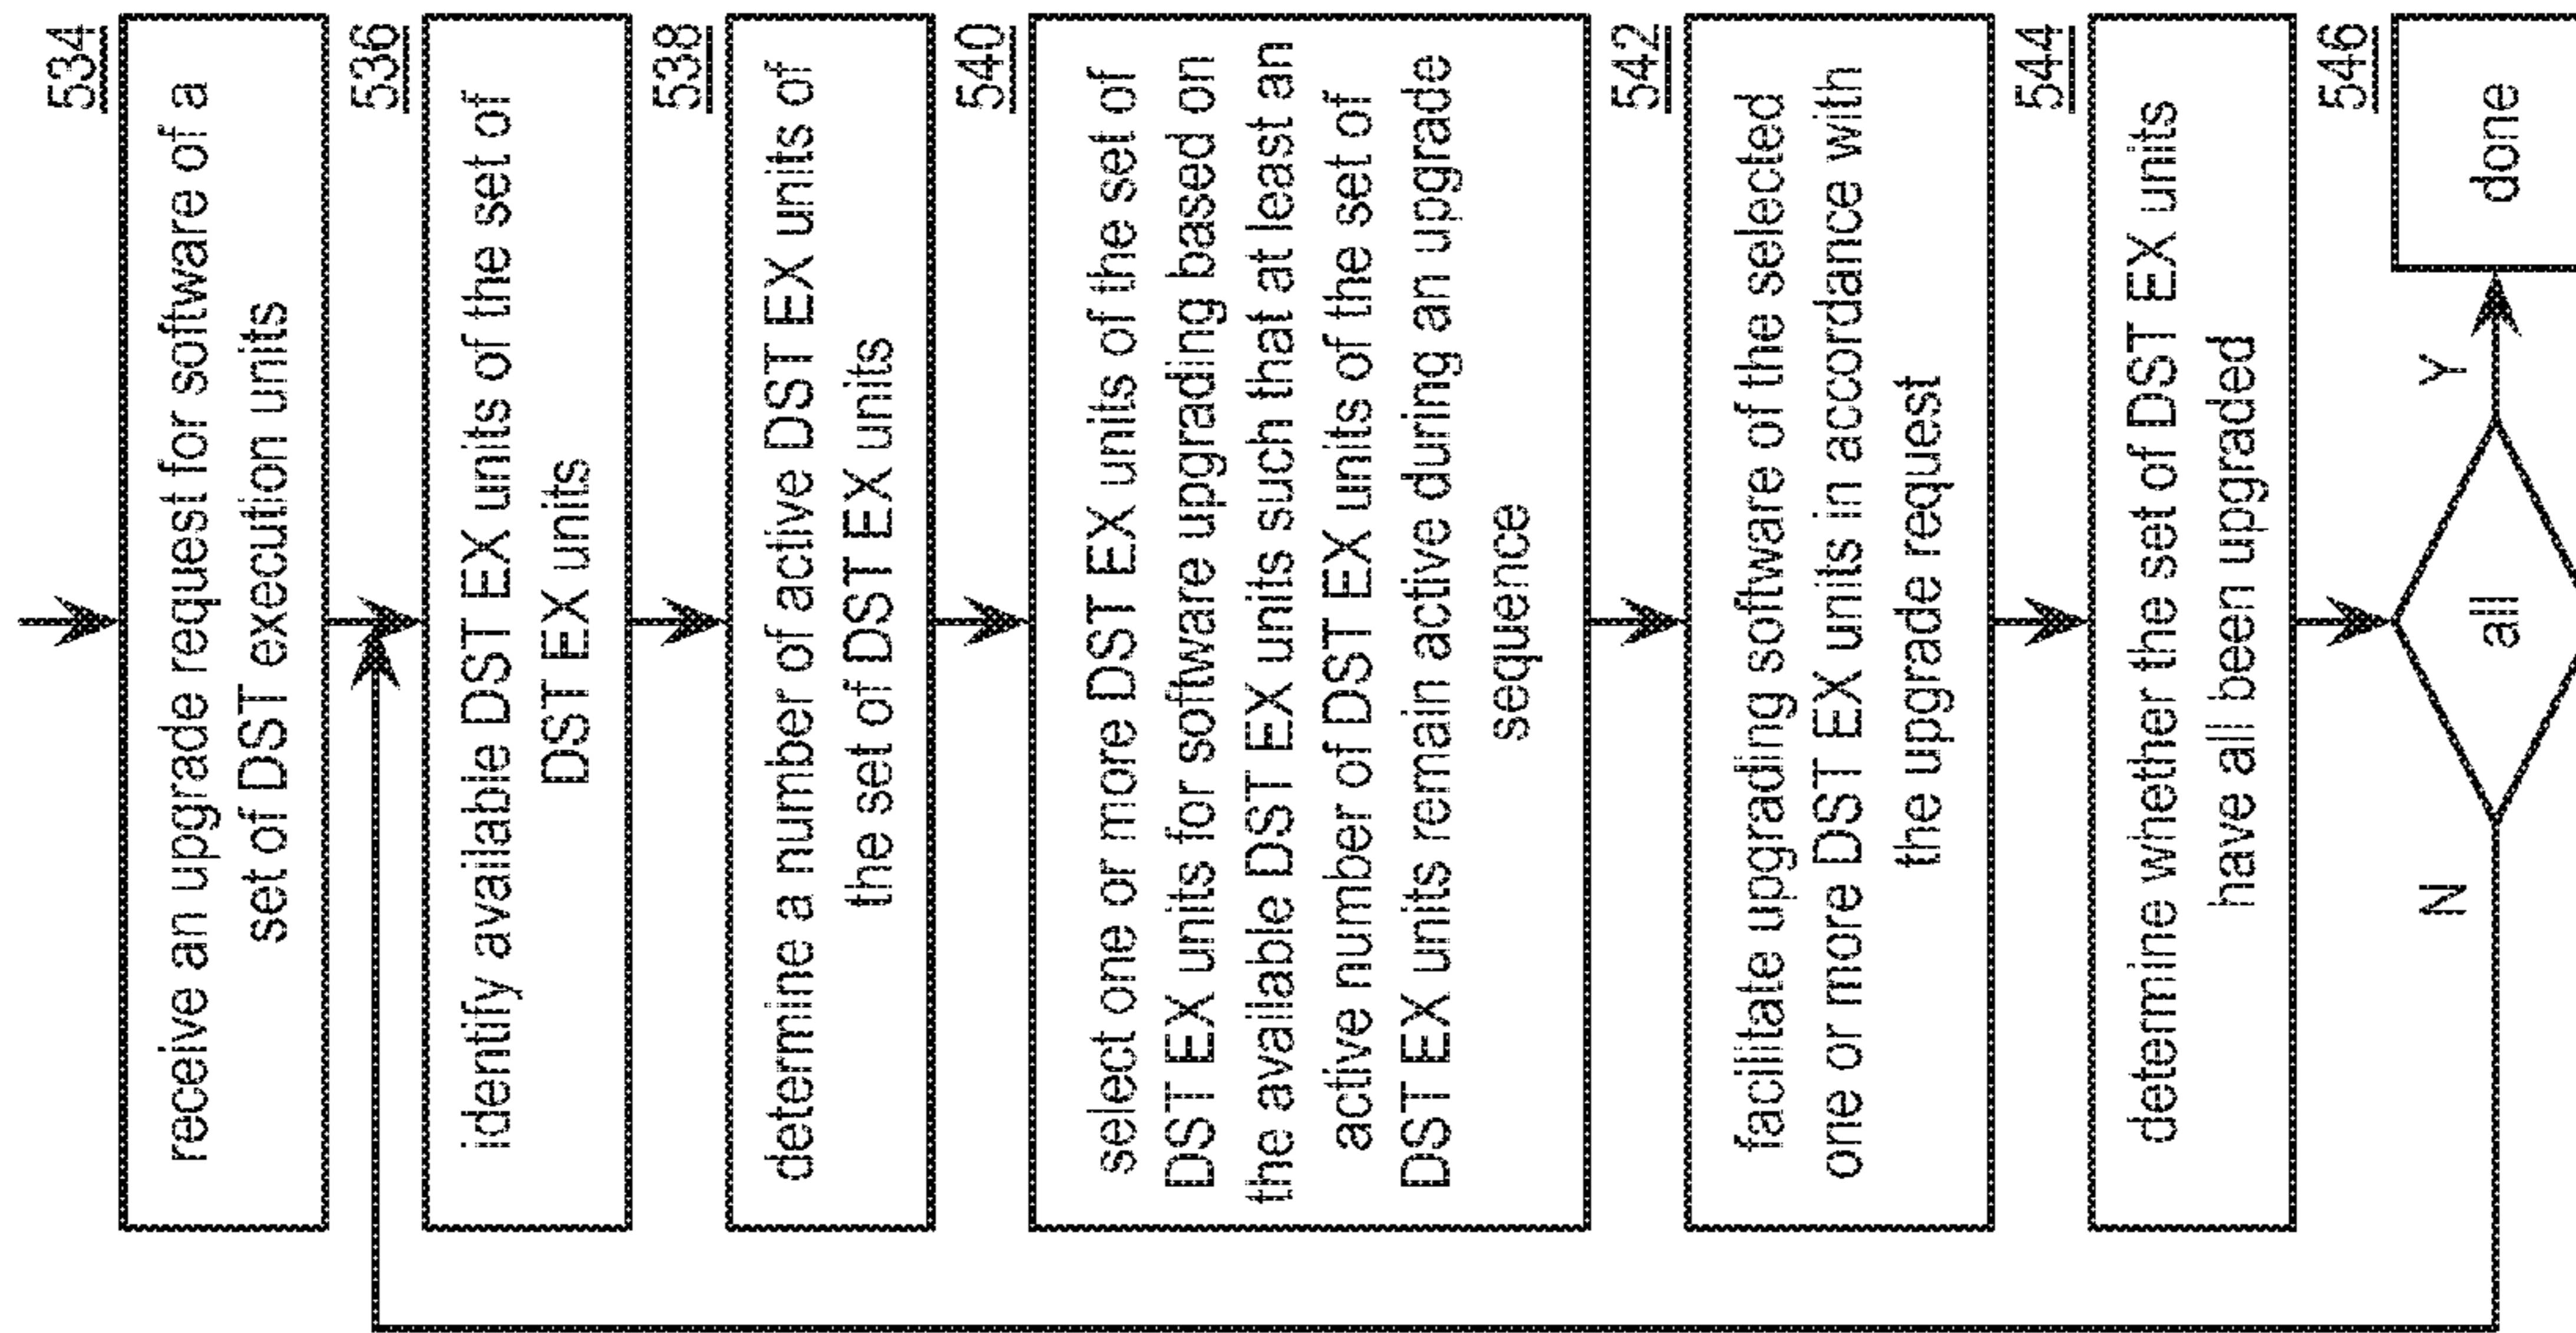 534
receive an upgrade request for software of a
set of DST execution units
536
identify available DST EX units of the set of
DST EX units
538
determine a number of active DST EX units of
the set of DST EX units
540
select one or more DST EX units of the set of
DST EX units for software upgrading based on
the available DST EX units such that at least an
active number of DST EX units of the set of
DST EX units remain active during an upgrade
sequence
542
facilitate upgrading software of the selected
one or more DST EX units in accordance with
the upgrade request
544
determine whether the set of DST EX units
have all been upgraded
546
N
all
Y
done